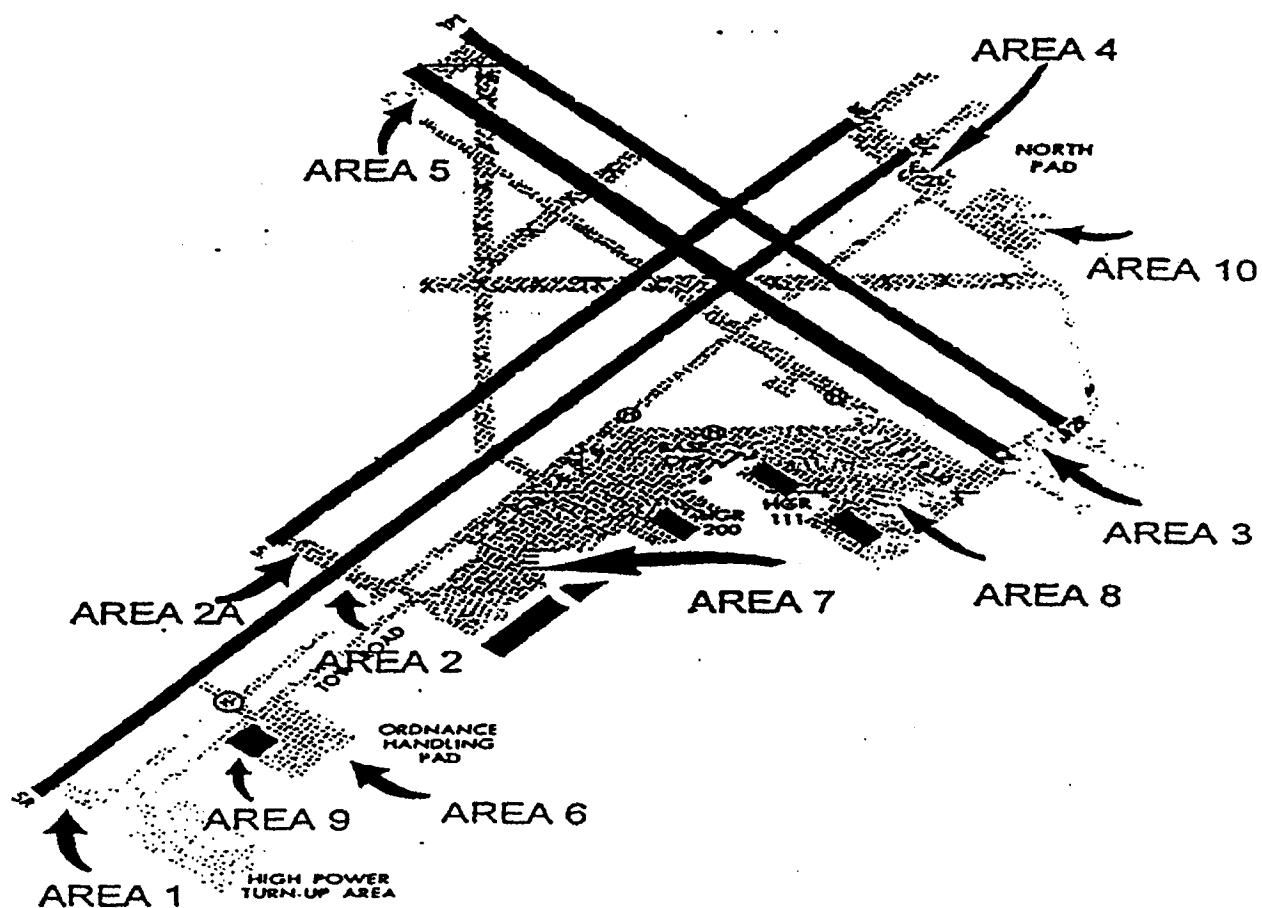 AREA 4
NORTH
PAD
AREA 5
AREA 10
HGR
200
HGR
111
AREA 3
AREA 2A
AREA 7
AREA 8
AREA 2
ORDNANCE
HANDLING
PAD
AREA 9
AREA 6
AREA 1
HIGH POWER
TURN-UP AREA